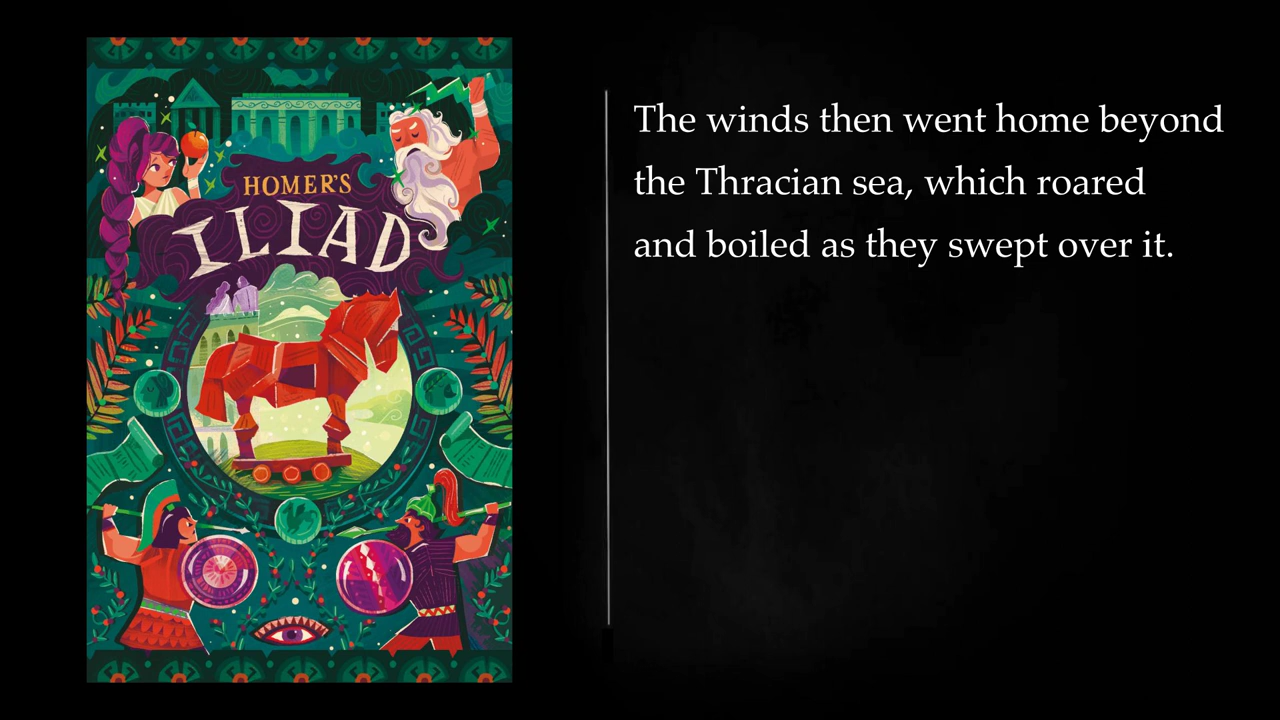 HOMER'S
ILIAD
The winds then went home beyond
the Thracian sea, which roared
and boiled as they swept over it.